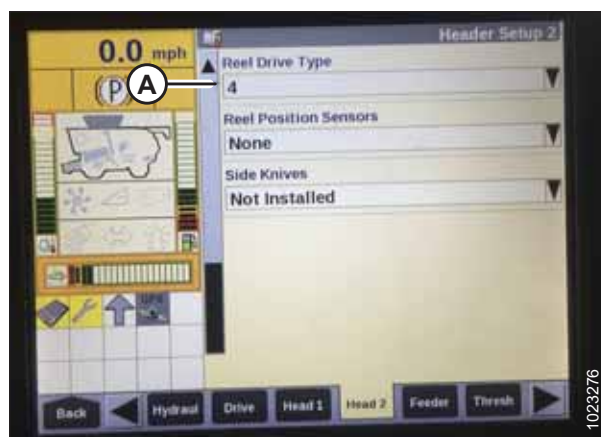 Header Setup 2
0.0 mph
(P)
A
Reel Drive Type
4
Reel Position Sensors
None
Side Knives
Not Installed
GPS
Back
Hydraul
Drive
Head 1
Head 2
Feeder
Thresh
1023276